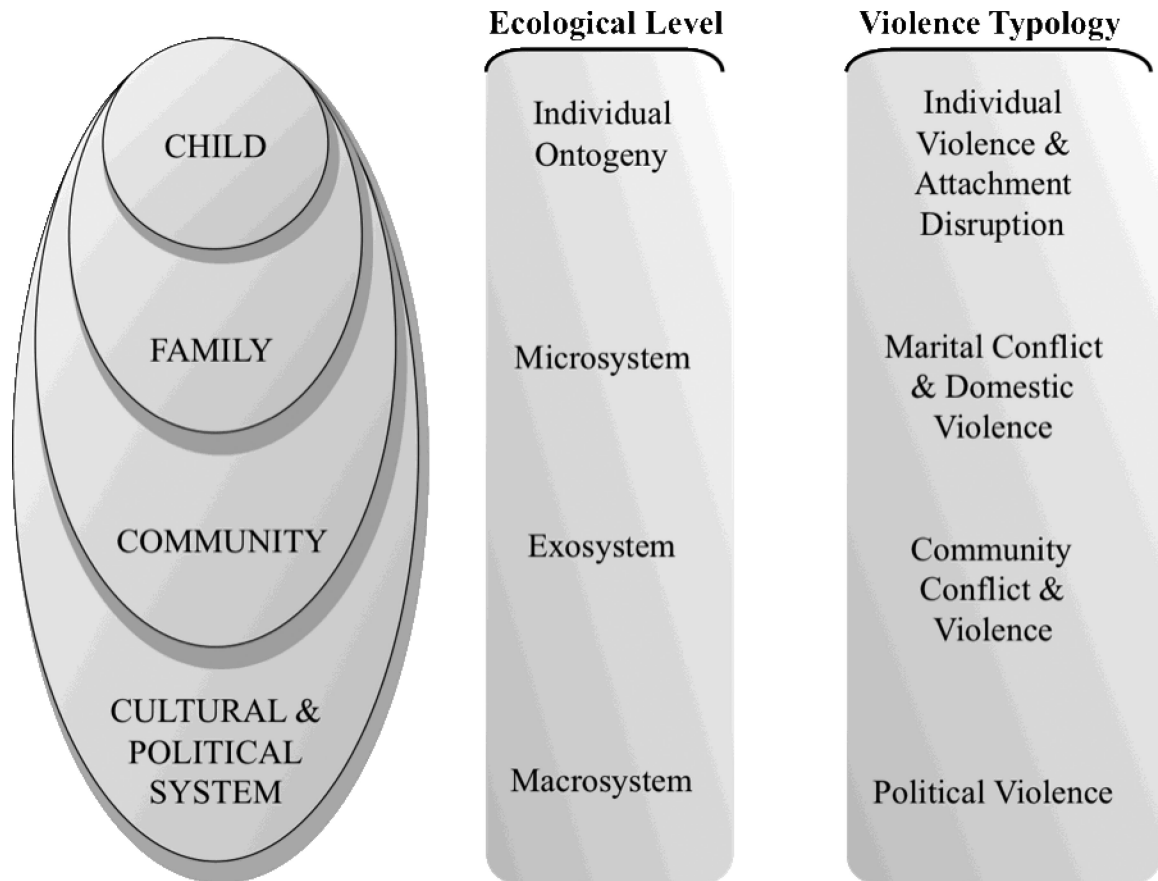 Ecological Level
Violence Typology
CHILD
Individual
Ontogeny
Individual
Violence &
Attachment
Disruption
FAMILY
Microsystem
Marital Conflict
& Domestic
Violence
COMMUNITY
Exosystem
Community
Conflict &
Violence
CULTURAL &
POLITICAL
SYSTEM
Macrosystem
Political Violence